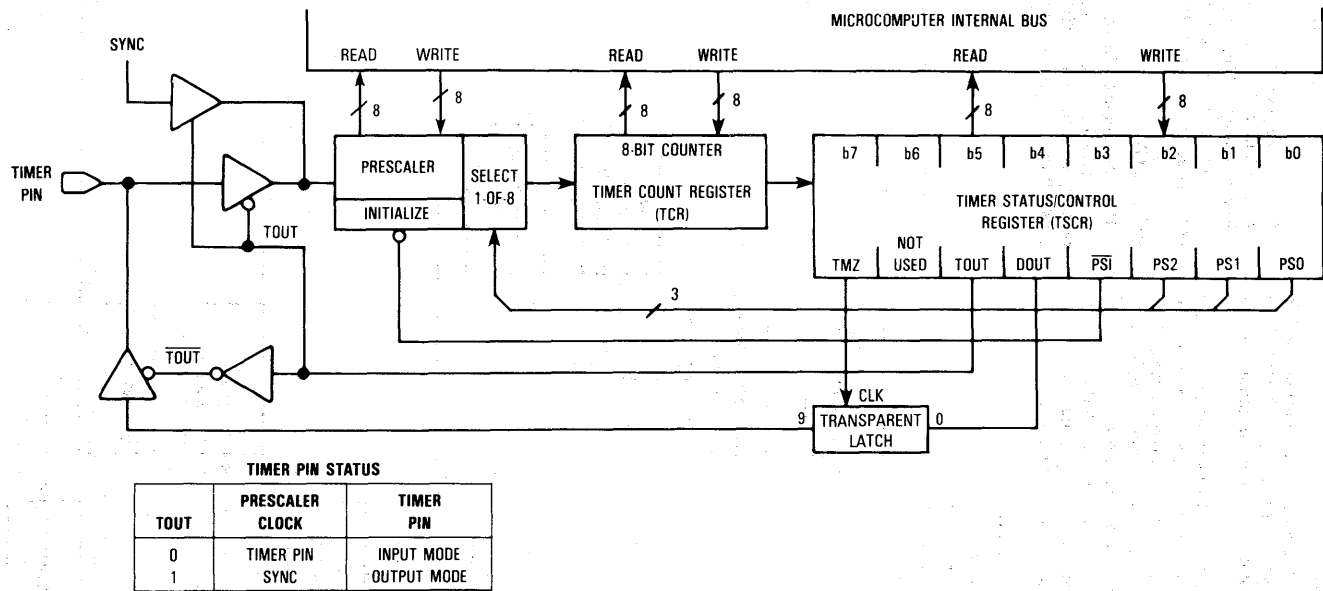 MICROCOMPUTER INTERNAL BUS
SYNC
READ
WRITE
READ
WRITE
READ
WRITE
8
8
8
8
8
8
TIMER
PIN
PRESCALER
INITIALIZE
SELECT
1-OF-8
8-BIT COUNTER
TIMER COUNT REGISTER
(TCR)
b7
b6
b5
b4
b3
b2
b1
b0
TIMER STATUS/CONTROL
REGISTER (TSCR)
TMZ
NOT
USED
TOUT
DOUT
PSI
PS2
PS1
PS0
TOUT
3
TOUT
CLK
9
TRANSPARENT
LATCH
0
TIMER PIN STATUS
TOUT
PRESCALER
CLOCK
TIMER
PIN
0
TIMER PIN
INPUT MODE
1
SYNC
OUTPUT MODE